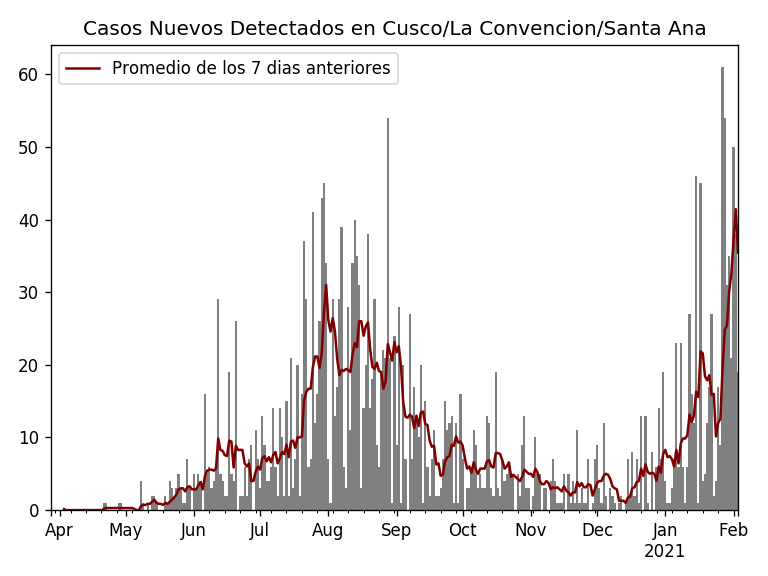 Casos Nuevos Detectados en Cusco/La Convencion/Santa Ana
Promedio de los 7 dias anteriores
60
50
40
30
20
10
0
Apr May Jun Jul Aug Sep Oct Nov Dec Jan Feb
2021